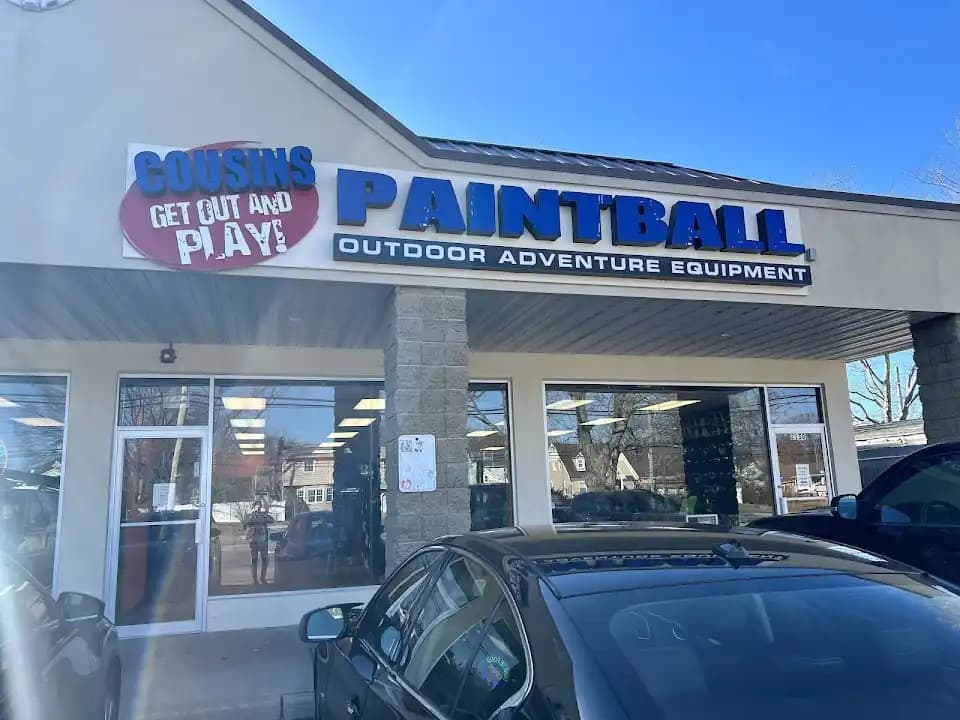 COUSINS
GET OUT AND
PLAY!
PAINTBALL
OUTDOOR ADVENTURE EQUIPMENT